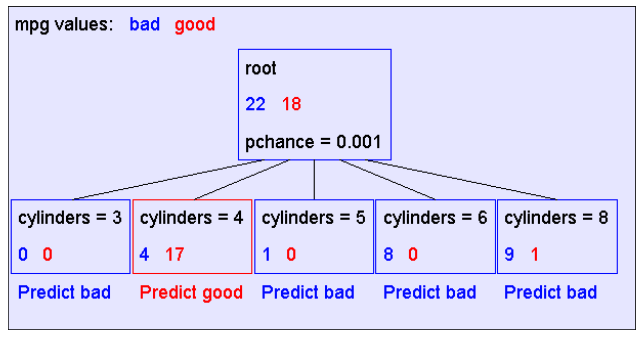 mpg values: bad good
root
22 18
pchance = 0.001
cylinders = 3 cylinders = 4 cylinders = 5 cylinders = 6 cylinders = 8
0 0 4 17 1 0 8 0 9 1
Predict bad Predict good Predict bad Predict bad Predict bad